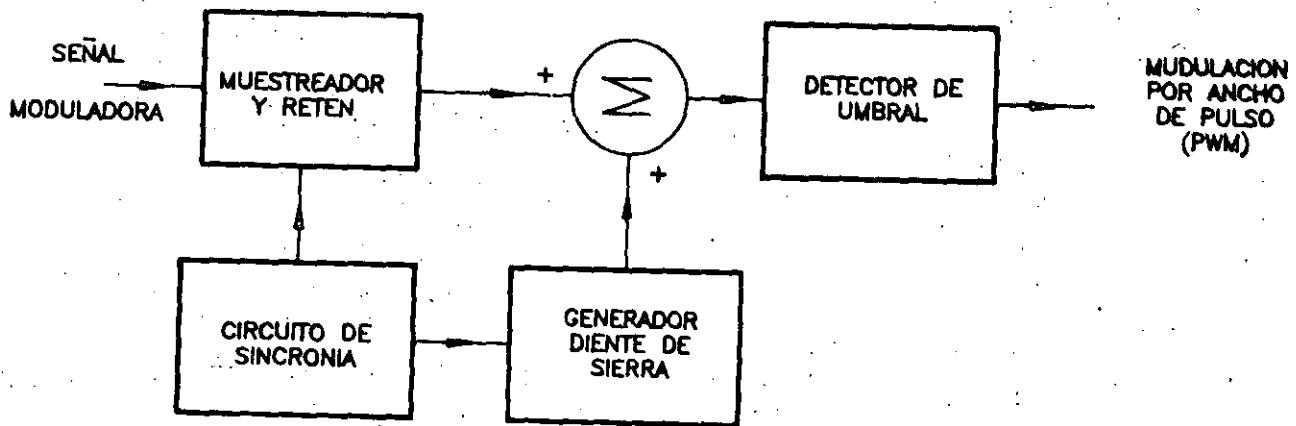 SEÑAL
MODULADORA
MUESTREADOR
Y RETEN
+
Σ
+
DETECTOR DE
UMBRAL
MUDULACION
POR ANCHO
DE PULSO
(PWM)
CIRCUITO DE
SINCRONIA
GENERADOR
DIENTE DE
SIERRA